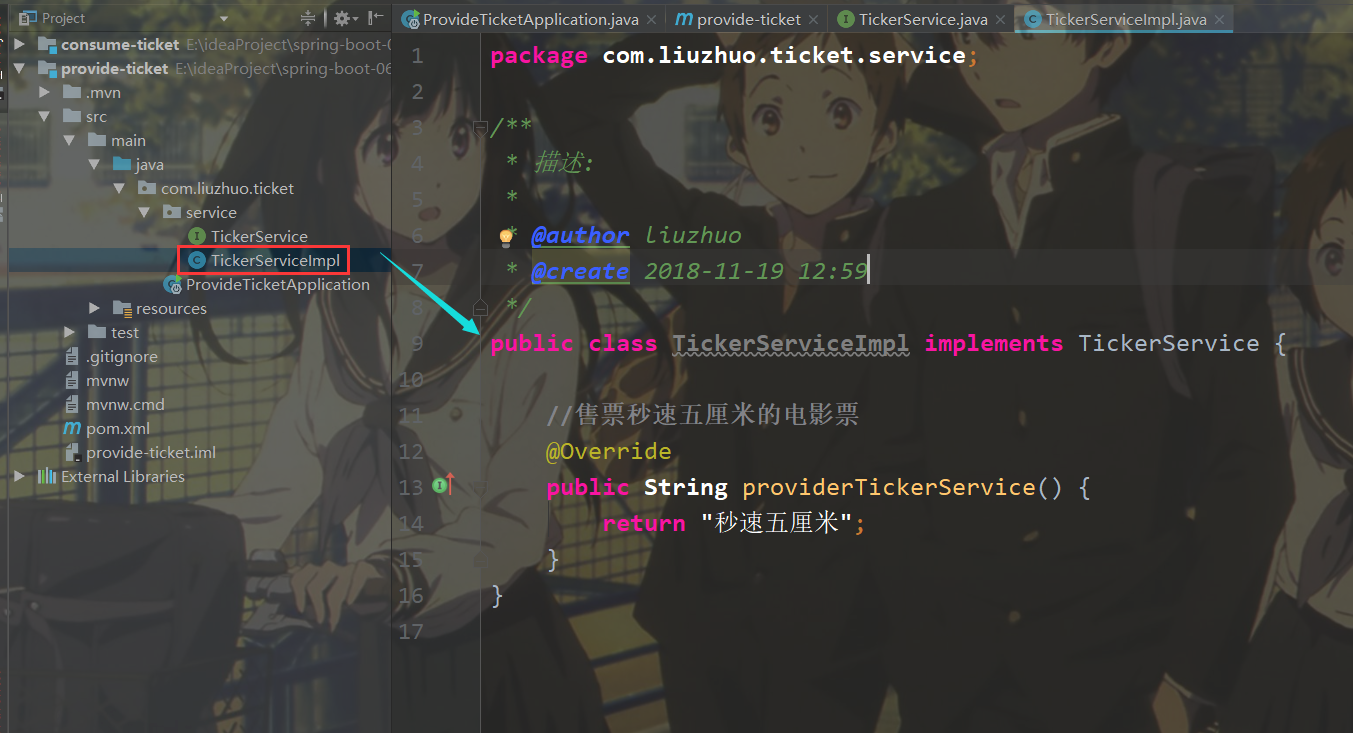 Project
consume-ticket E:\ideaProject\spring-boot-0
provide-ticket E:\ideaProject\spring-boot-06
.mvn
src
main
java
com.liuzhuo.ticket
service
TickerService
TickerServiceImpl
ProvideTicketApplication
resources
test
.gitignore
mvnw
mvnw.cmd
pom.xml
provide-ticket.iml
External Libraries
ProvideTicketApplication.java provide-ticket TickerService.java TickerServiceImpl.java
1 package com.liuzhuo.ticket.service;
2
3 /**
4 * 描述:
5 *
6 * @author liuzhuo
7 * @create 2018-11-19 12:59
8 */
9 public class TickerServiceImpl implements TickerService {
10
11 //售票秒速五厘米的电影票
12 @Override
13 public String providerTickerService() {
14 return "秒速五厘米";
15 }
16 }
17